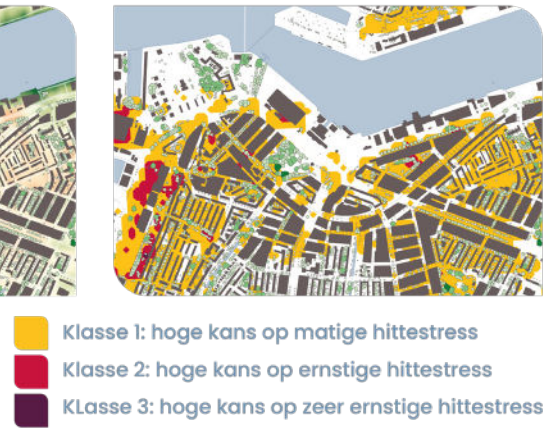 Klasse 1: hoge kans op matige hittestress
Klasse 2: hoge kans op ernstige hittestress
KLasse 3: hoge kans op zeer ernstige hittestress